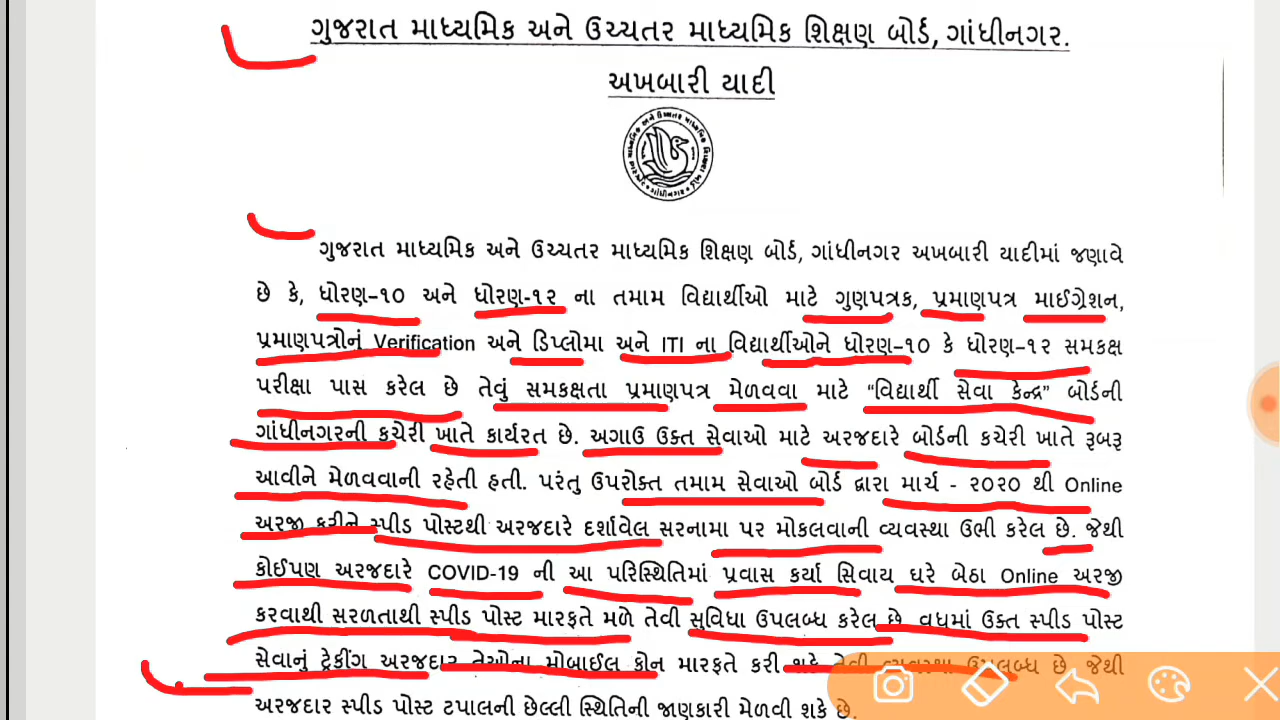 ગુજરાત માધ્યમિક અને ઉચ્ચતર માધ્યમિક શિક્ષણ બોર્ડ, ગાંધીનગર.
અખબારી યાદી
ગુજરાત માધ્યમિક અને ઉચ્ચતર માધ્યમિક શિક્ષણ બોર્ડ, ગાંધીનગર અખબારી યાદીમાં જણાવે
છે કે, ધોરણ-૧૦ અને ધોરણ-૧૨ ના તમામ વિદ્યાર્થીઓ માટે ગુણપત્રક, પ્રમાણપત્ર માઈગ્રેશન,
પ્રમાણપત્રોનું Verification અને ડિપ્લોમા અને ITI ના વિદ્યાર્થીઓને ધોરણ-૧૦ કે ધોરણ-૧૨ સમકક્ષ
પરીક્ષા પાસ કરેલ છે તેવું સમકક્ષતા પ્રમાણપત્ર મેળવવા માટે “વિદ્યાર્થી સેવા કેન્દ્ર” બોર્ડની
ગાંધીનગરની કચેરી ખાતે કાર્યરત છે. અગાઉ ઉક્ત સેવાઓ માટે અરજદારે બોર્ડની કચેરી ખાતે રૂબરૂ
આવીને મેળવવાની રહેતી હતી. પરંતુ ઉપરોક્ત તમામ સેવાઓ બોર્ડ દ્વારા માર્ચ - ૨૦૨૦ થી Online
અરજી કરીને સ્પીડ પોસ્ટથી અરજદારે દર્શાવેલ સરનામા પર મોકલવાની વ્યવસ્થા ઉભી કરેલ છે. જેથી
કોઈપણ અરજદારે COVID-19 ની આ પરિસ્થિતિમાં પ્રવાસ કર્યા સિવાય ઘરે બેઠા Online અરજી
કરવાથી સરળતાથી સ્પીડ પોસ્ટ મારફતે મળે તેવી સુવિધા ઉપલબ્ધ કરેલ છે. વધમાં ઉક્ત સ્પીડ પોસ્ટ
સેવાનું ટ્રેકીંગ અરજદાર તેઓના મોબાઈલ ફોન મારફતે કરી શકે તેવી વ્યવસ્થા ઉપલબ્ધ છે. જેથી
અરજદાર સ્પીડ પોસ્ટ ટપાલની છેલ્લી સ્થિતિની જાણકારી મેળવી શકે છે.